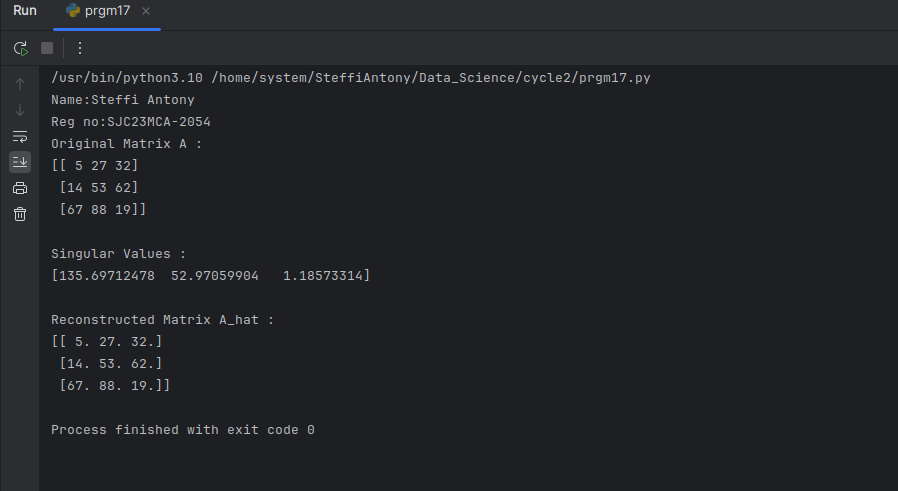 Run prgm17
/usr/bin/python3.10 /home/system/SteffiAntony/Data_Science/cycle2/prgm17.py
Name:Steffi Antony
Reg no:SJC23MCA-2054
Original Matrix A :
[[ 5 27 32]
 [14 53 62]
 [67 88 19]]
Singular Values :
[135.69712478  52.97059904   1.18573314]
Reconstructed Matrix A_hat :
[[ 5. 27. 32.]
 [14. 53. 62.]
 [67. 88. 19.]]
Process finished with exit code 0